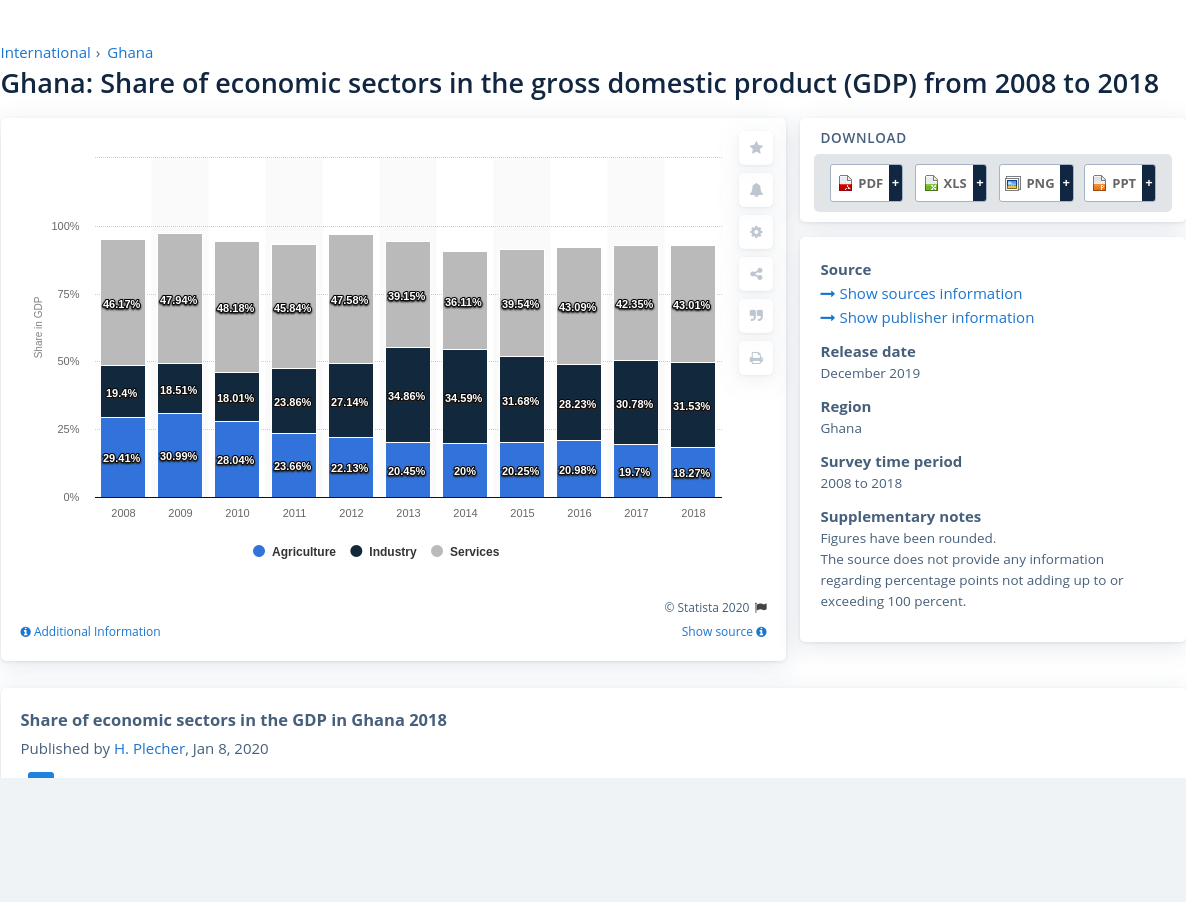 International › Ghana
Ghana: Share of economic sectors in the gross domestic product (GDP) from 2008 to 2018
Share in GDP
100%
75%
50%
25%
0%
46.17% 47.94% 48.18% 45.84% 47.58% 39.15% 36.11% 39.54% 43.09% 42.35% 43.01%
19.4% 18.51% 18.01% 23.86% 27.14% 34.86% 34.59% 31.68% 28.23% 30.78% 31.53%
29.41% 30.99% 28.04% 23.66% 22.13% 20.45% 20% 20.25% 20.98% 19.7% 18.27%
2008 2009 2010 2011 2012 2013 2014 2015 2016 2017 2018
Agriculture Industry Services
© Statista 2020
Additional Information
Show source
DOWNLOAD
PDF + XLS + PNG + PPT +
Source
Show sources information
Show publisher information
Release date
December 2019
Region
Ghana
Survey time period
2008 to 2018
Supplementary notes
Figures have been rounded.
The source does not provide any information
regarding percentage points not adding up to or
exceeding 100 percent.
Share of economic sectors in the GDP in Ghana 2018
Published by H. Plecher, Jan 8, 2020